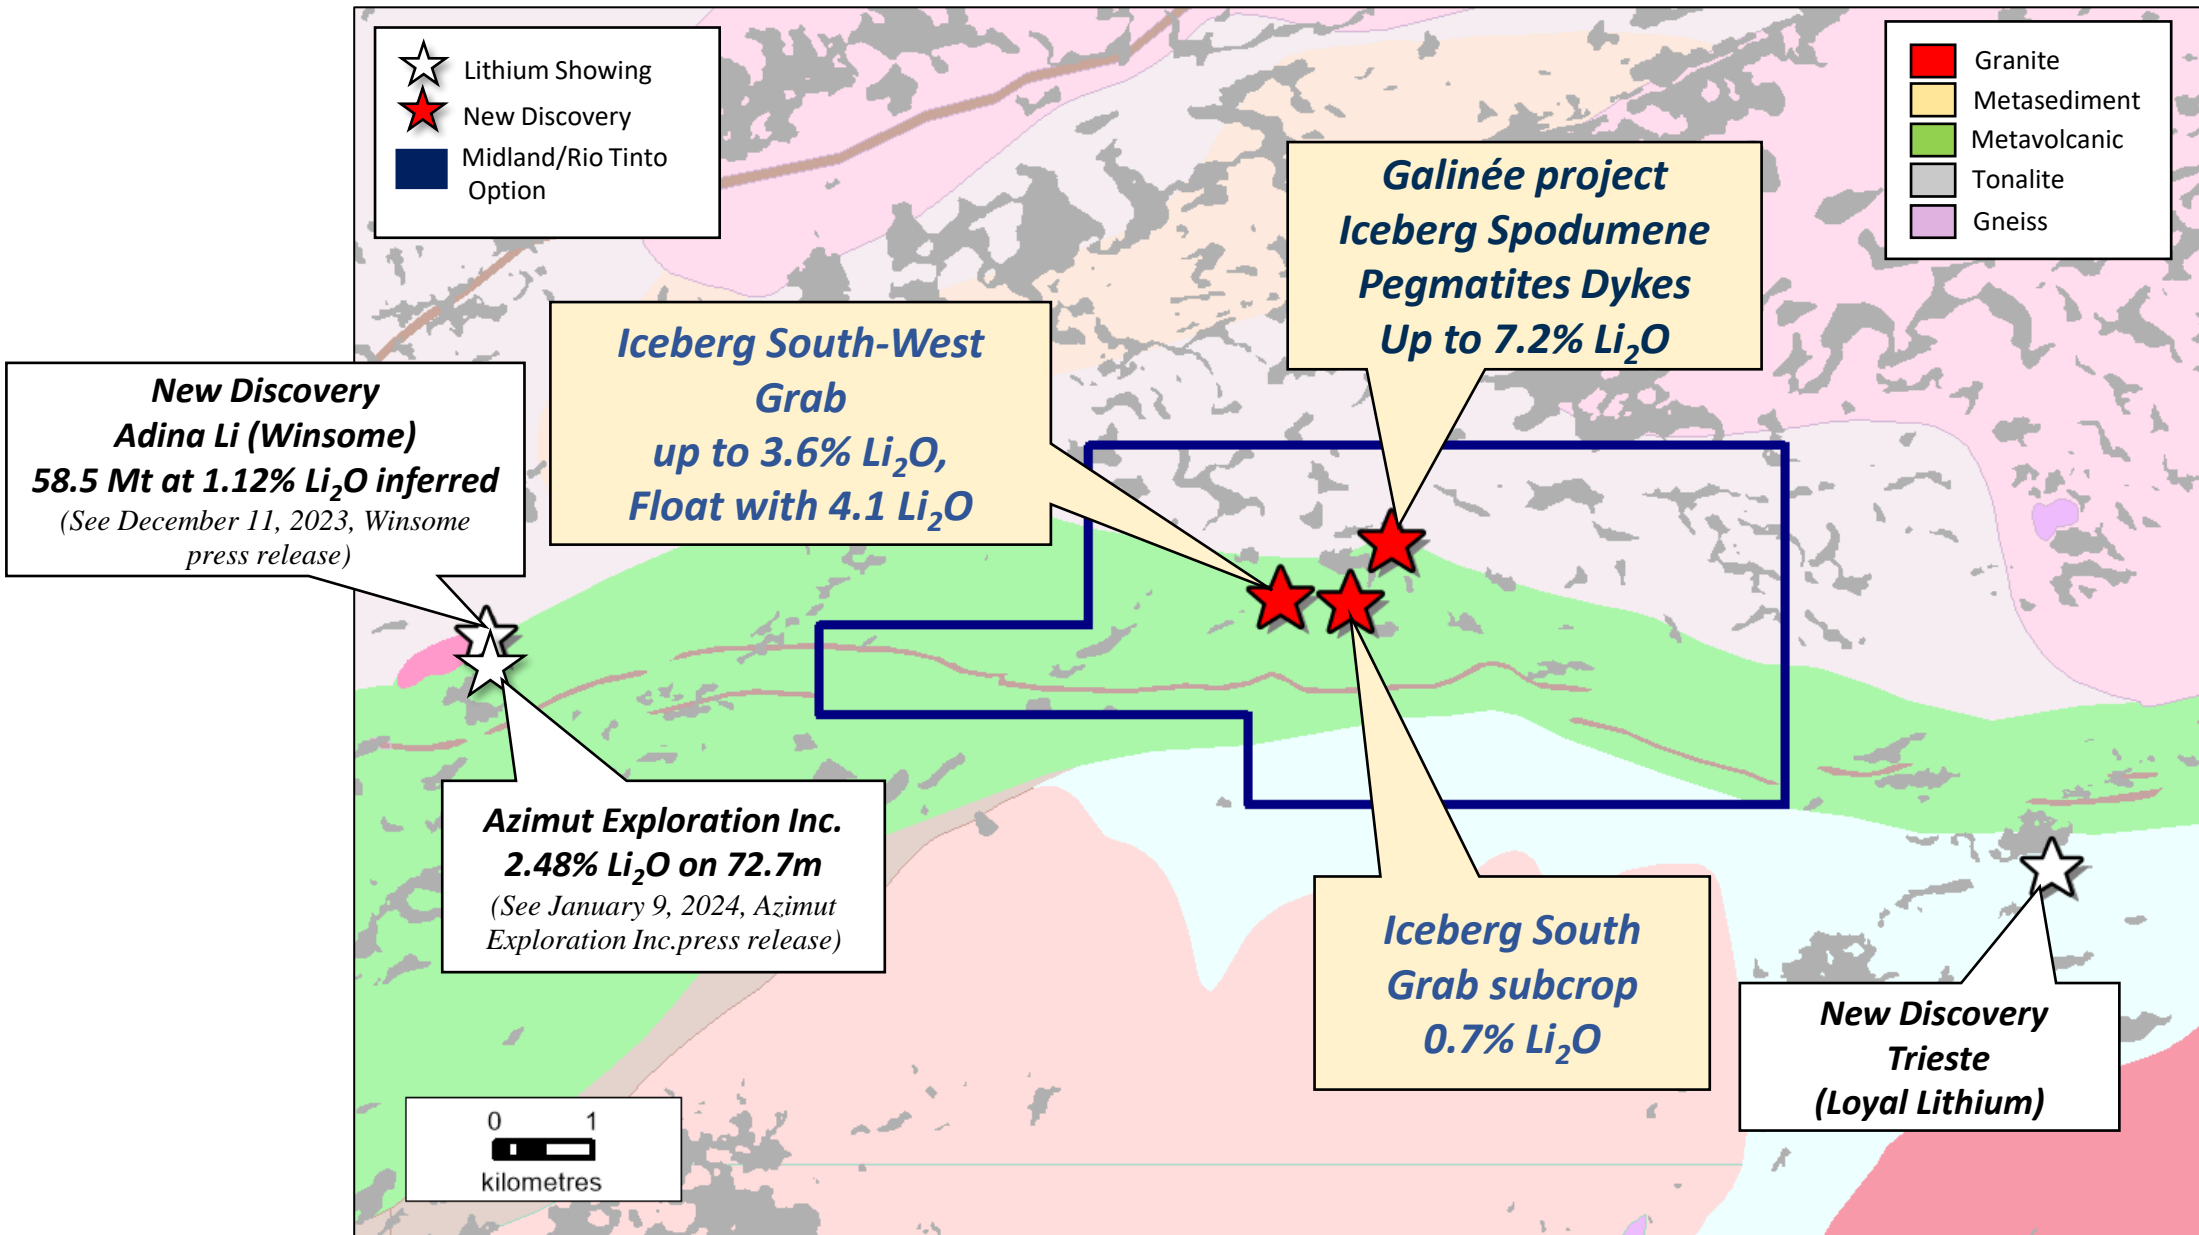 Lithium Showing
New Discovery
Midland/Rio Tinto
Option
Granite
Metasediment
Metavolcanic
Tonalite
Gneiss
Galinée project
Iceberg Spodumene
Pegmatites Dykes
Up to 7.2% Li₂O
Iceberg South-West
Grab
up to 3.6% Li₂O,
Float with 4.1 Li₂O
New Discovery
Adina Li (Winsome)
58.5 Mt at 1.12% Li₂O inferred
(See December 11, 2023, Winsome
press release)
Azimut Exploration Inc.
2.48% Li₂O on 72.7m
(See January 9, 2024, Azimut
Exploration Inc.press release)
Iceberg South
Grab subcrop
0.7% Li₂O
New Discovery
Trieste
(Loyal Lithium)
0 1
kilometres